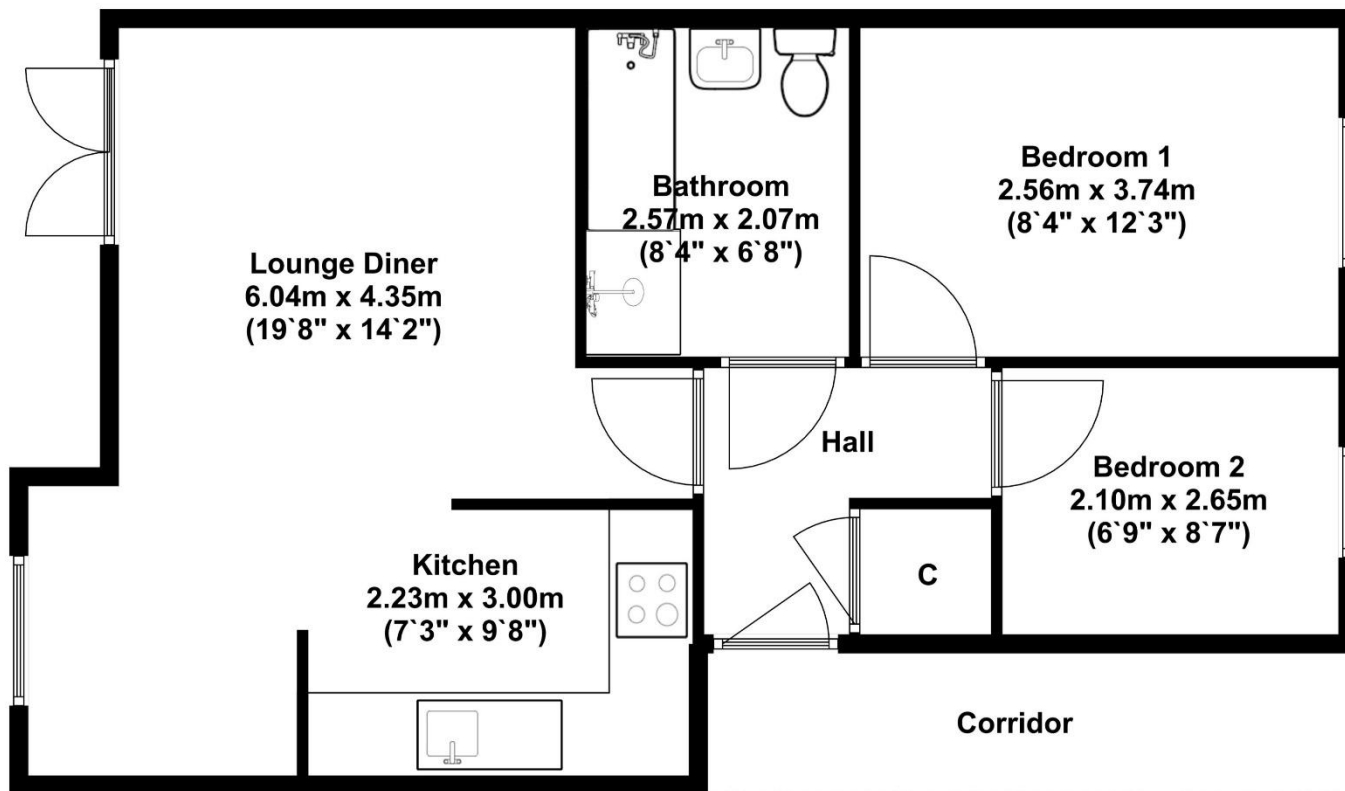 Bathroom
2.57m x 2.07m
(8`4" x 6`8")
Bedroom 1
2.56m x 3.74m
(8`4" x 12`3")
Lounge Diner
6.04m x 4.35m
(19`8" x 14`2")
Hall
Bedroom 2
2.10m x 2.65m
(6`9" x 8`7")
Kitchen
2.23m x 3.00m
(7`3" x 9`8")
C
Corridor